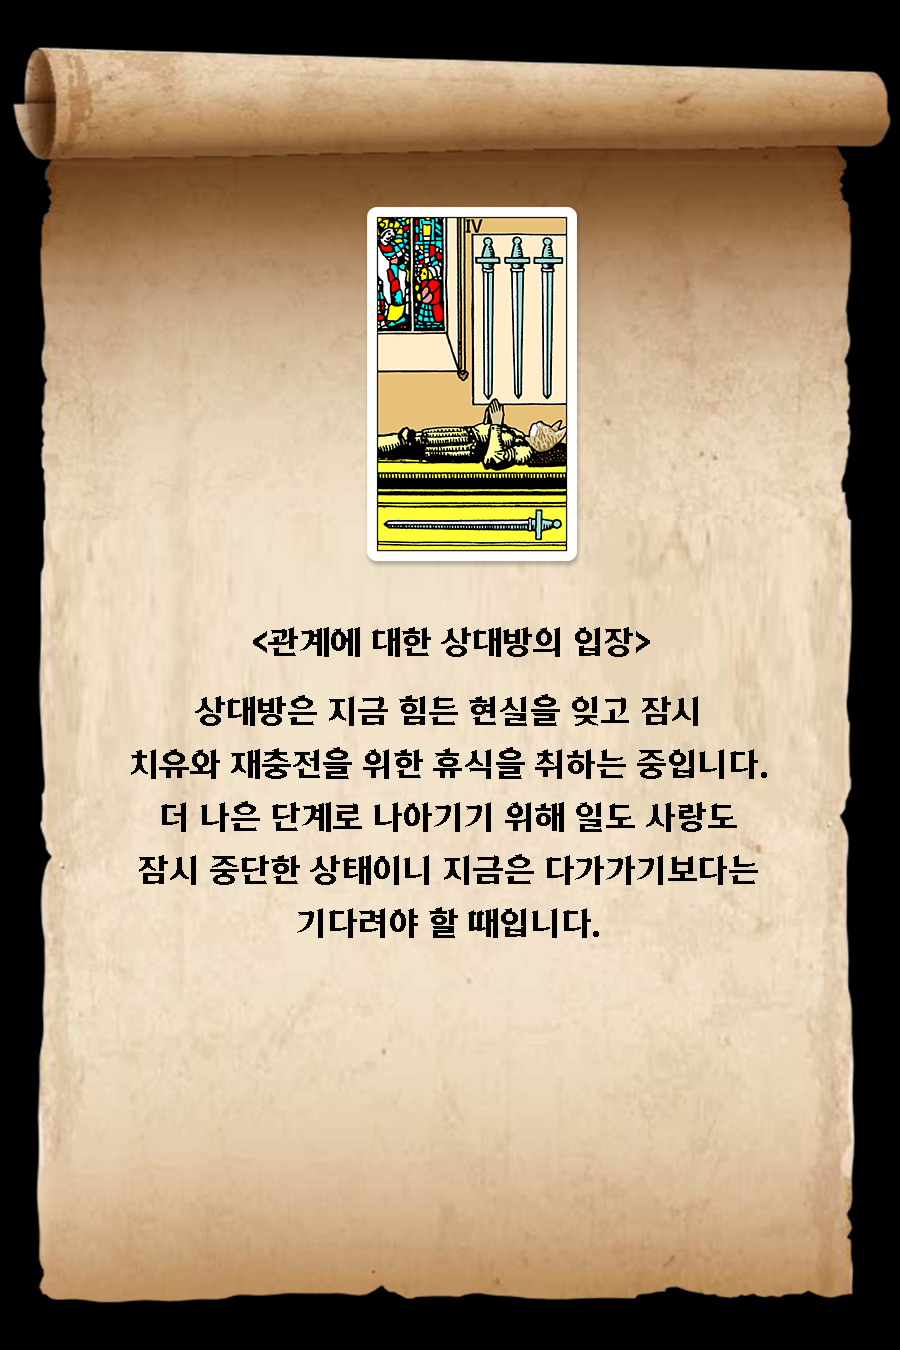 IV
<관계에 대한 상대방의 입장>
상대방은 지금 힘든 현실을 잊고 잠시
치유와 재충전을 위한 휴식을 취하는 중입니다.
더 나은 단계로 나아기기 위해 일도 사랑도
잠시 중단한 상태이니 지금은 다가가기보다는
기다려야 할 때입니다.